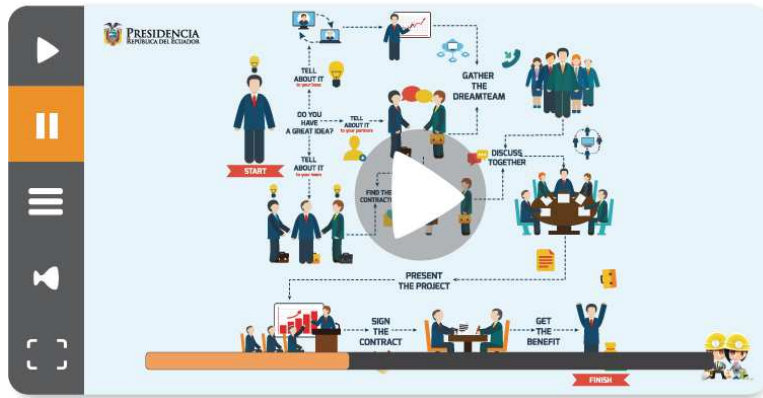 PRESIDENCIA
REPÚBLICA DEL ECUADOR
TELL
ABOUT IT
to your boss
GATHER
THE
DREAMTEAM
DO YOU
HAVE
A GREAT IDEA?
TELL
ABOUT IT
to your partners
START
TELL
ABOUT IT
to your team
DISCUSS
TOGETHER
FIND THE
CONTRACT
PRESENT
THE PROJECT
SIGN
THE
CONTRACT
GET
THE
BENEFIT
FINISH